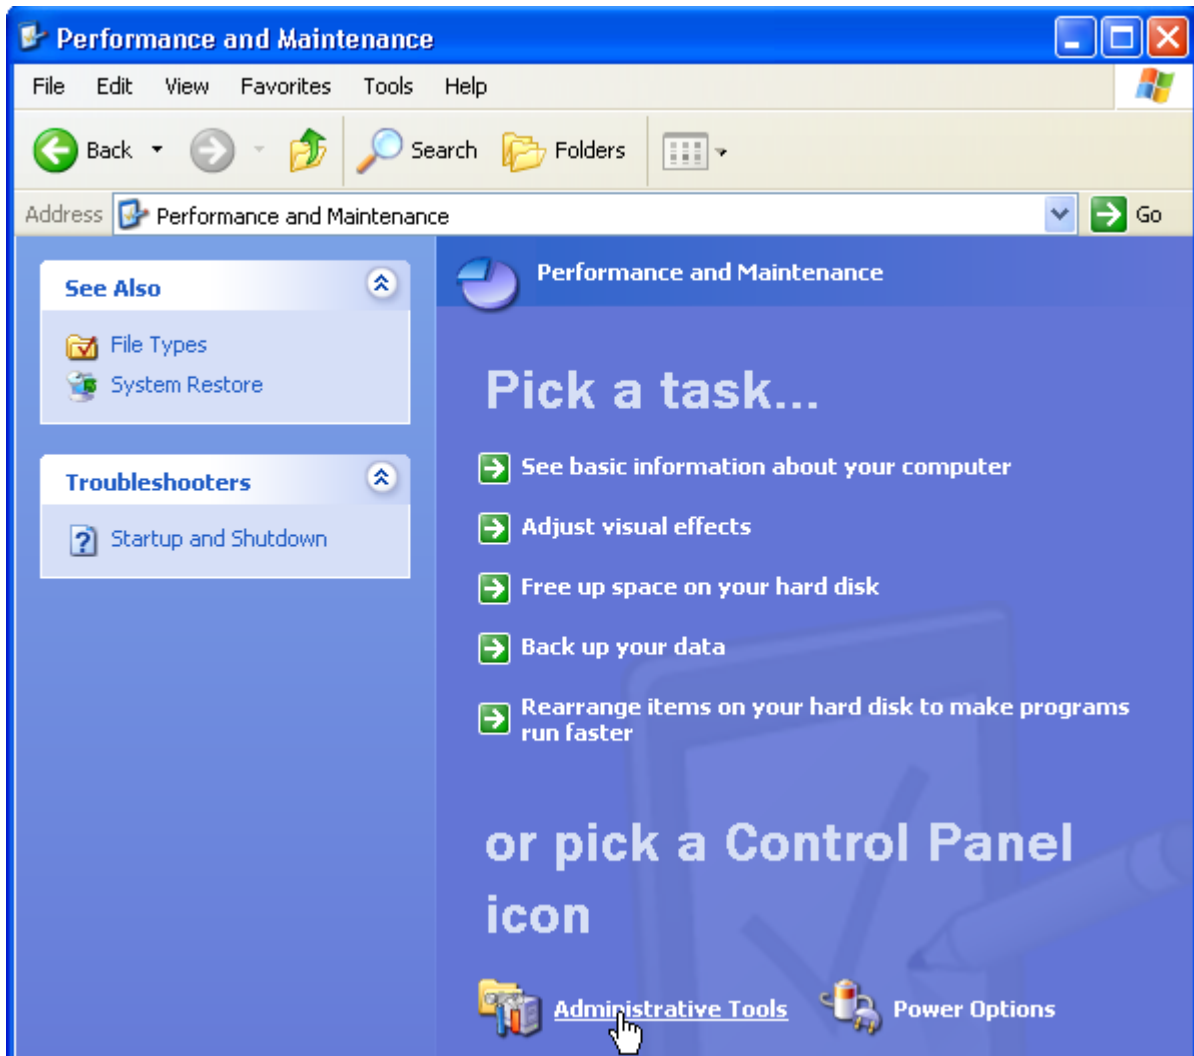 Performance and Maintenance
File Edit View Favorites Tools Help
Back Search Folders
Address Performance and Maintenance Go
See Also
File Types
System Restore
Troubleshooters
Startup and Shutdown
Performance and Maintenance
Pick a task...
See basic information about your computer
Adjust visual effects
Free up space on your hard disk
Back up your data
Rearrange items on your hard disk to make programs
run faster
or pick a Control Panel
icon
Administrative Tools Power Options